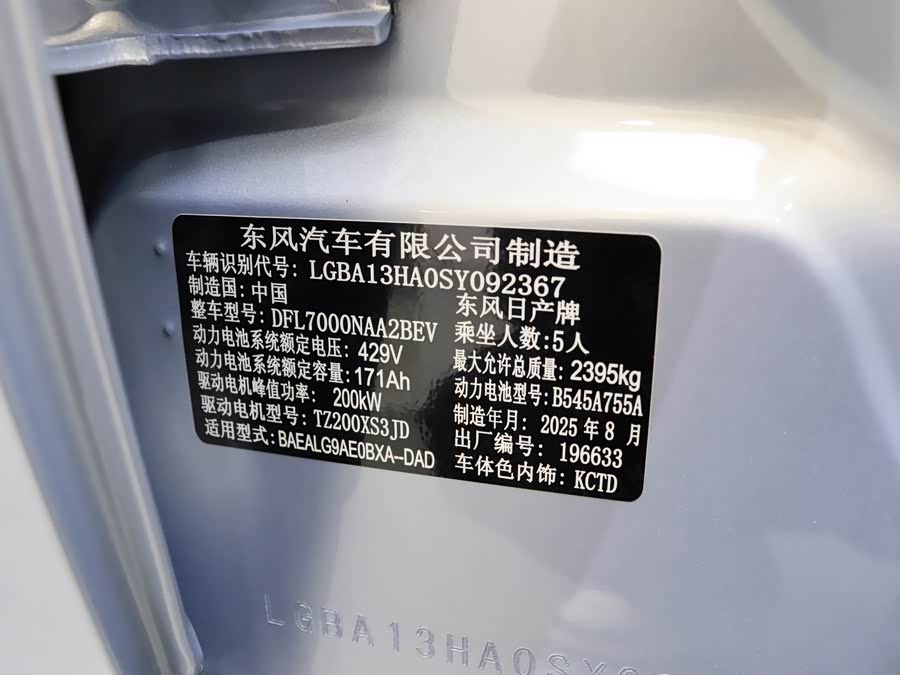 东风汽车有限公司制造
车辆识别代号: LGBA13HA0SY092367
制造国: 中国
东风日产牌
整车型号: DFL7000NAA2BEV
乘坐人数:5人
动力电池系统额定电压: 429V
最大允许总质量: 2395kg
动力电池系统额定容量:171Ah
动力电池型号:B545A755A
驱动电机峰值功率: 200kW
制造年月: 2025 年 8 月
驱动电机型号: TZ200XS3JD
出厂编号: 196633
适用型式: BAEALG9AE0BXA-DAD
车体色内饰: KCTD
LGBA13HA0SY